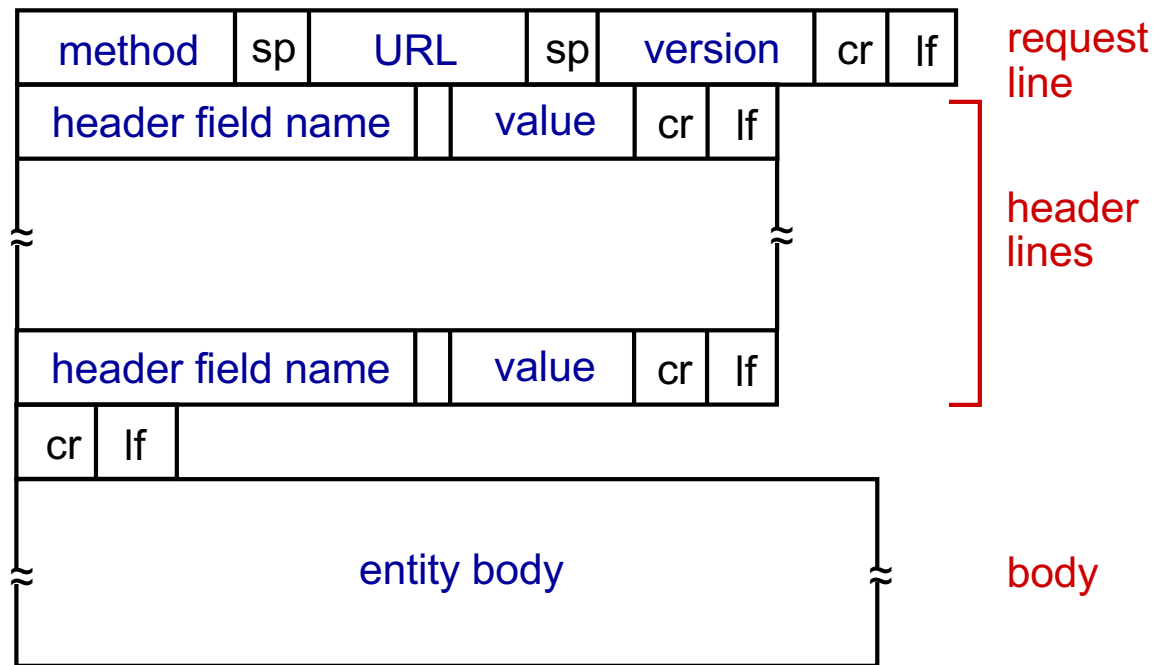 method sp URL sp version cr lf request
line
header field name value cr lf
header
lines
header field name value cr lf
cr lf
entity body body